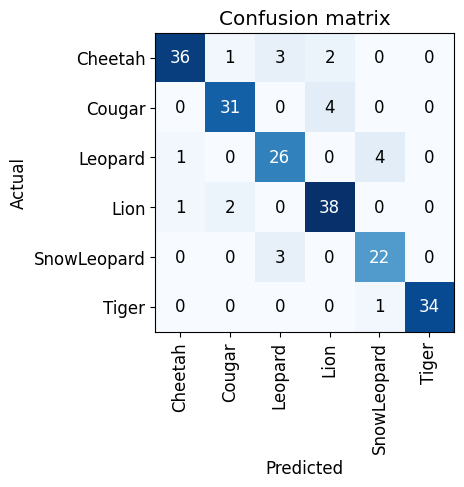 Confusion matrix
Actual
Cheetah 36 1 3 2 0 0
Cougar 0 31 0 4 0 0
Leopard 1 0 26 0 4 0
Lion 1 2 0 38 0 0
SnowLeopard 0 0 3 0 22 0
Tiger 0 0 0 0 1 34
Cheetah Cougar Leopard Lion SnowLeopard Tiger
Predicted